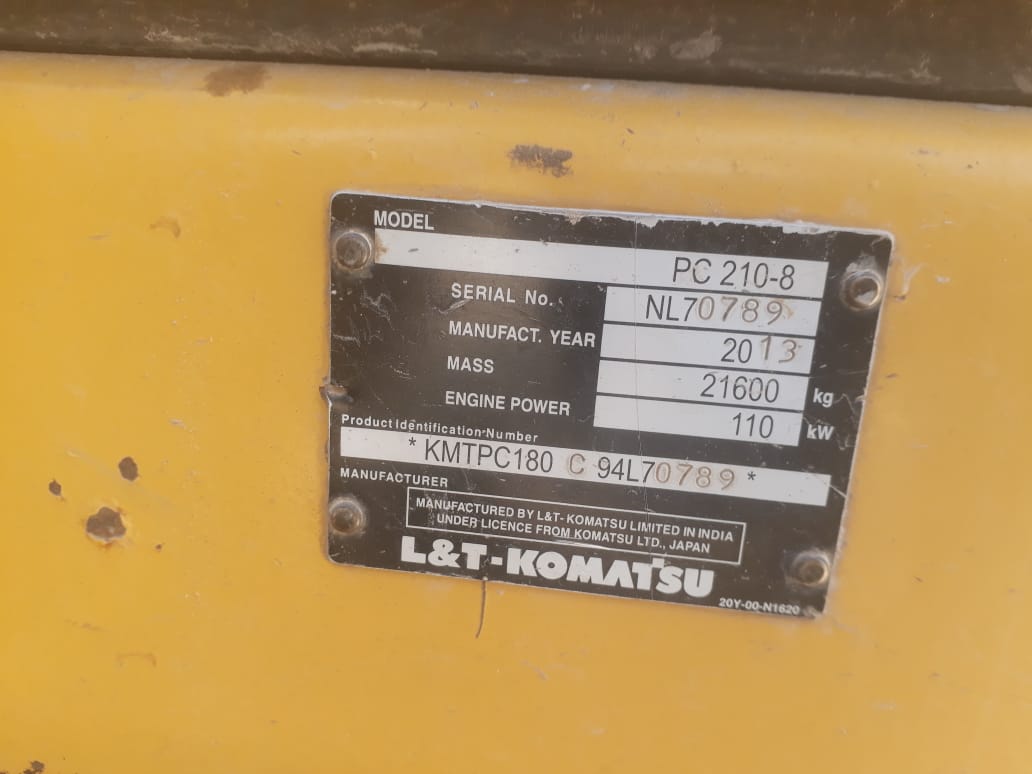 MODEL
PC 210-8
SERIAL No. NL70789
MANUFACT. YEAR 2013
MASS 21600 kg
ENGINE POWER 110 kW
Product Identification Number
* KMTPC180 C 94L70789 *
MANUFACTURER
MANUFACTURED BY L&T-KOMATSU LIMITED IN INDIA
UNDER LICENCE FROM KOMATSU LTD., JAPAN
L&T-KOMATSU
20Y-00-N1620